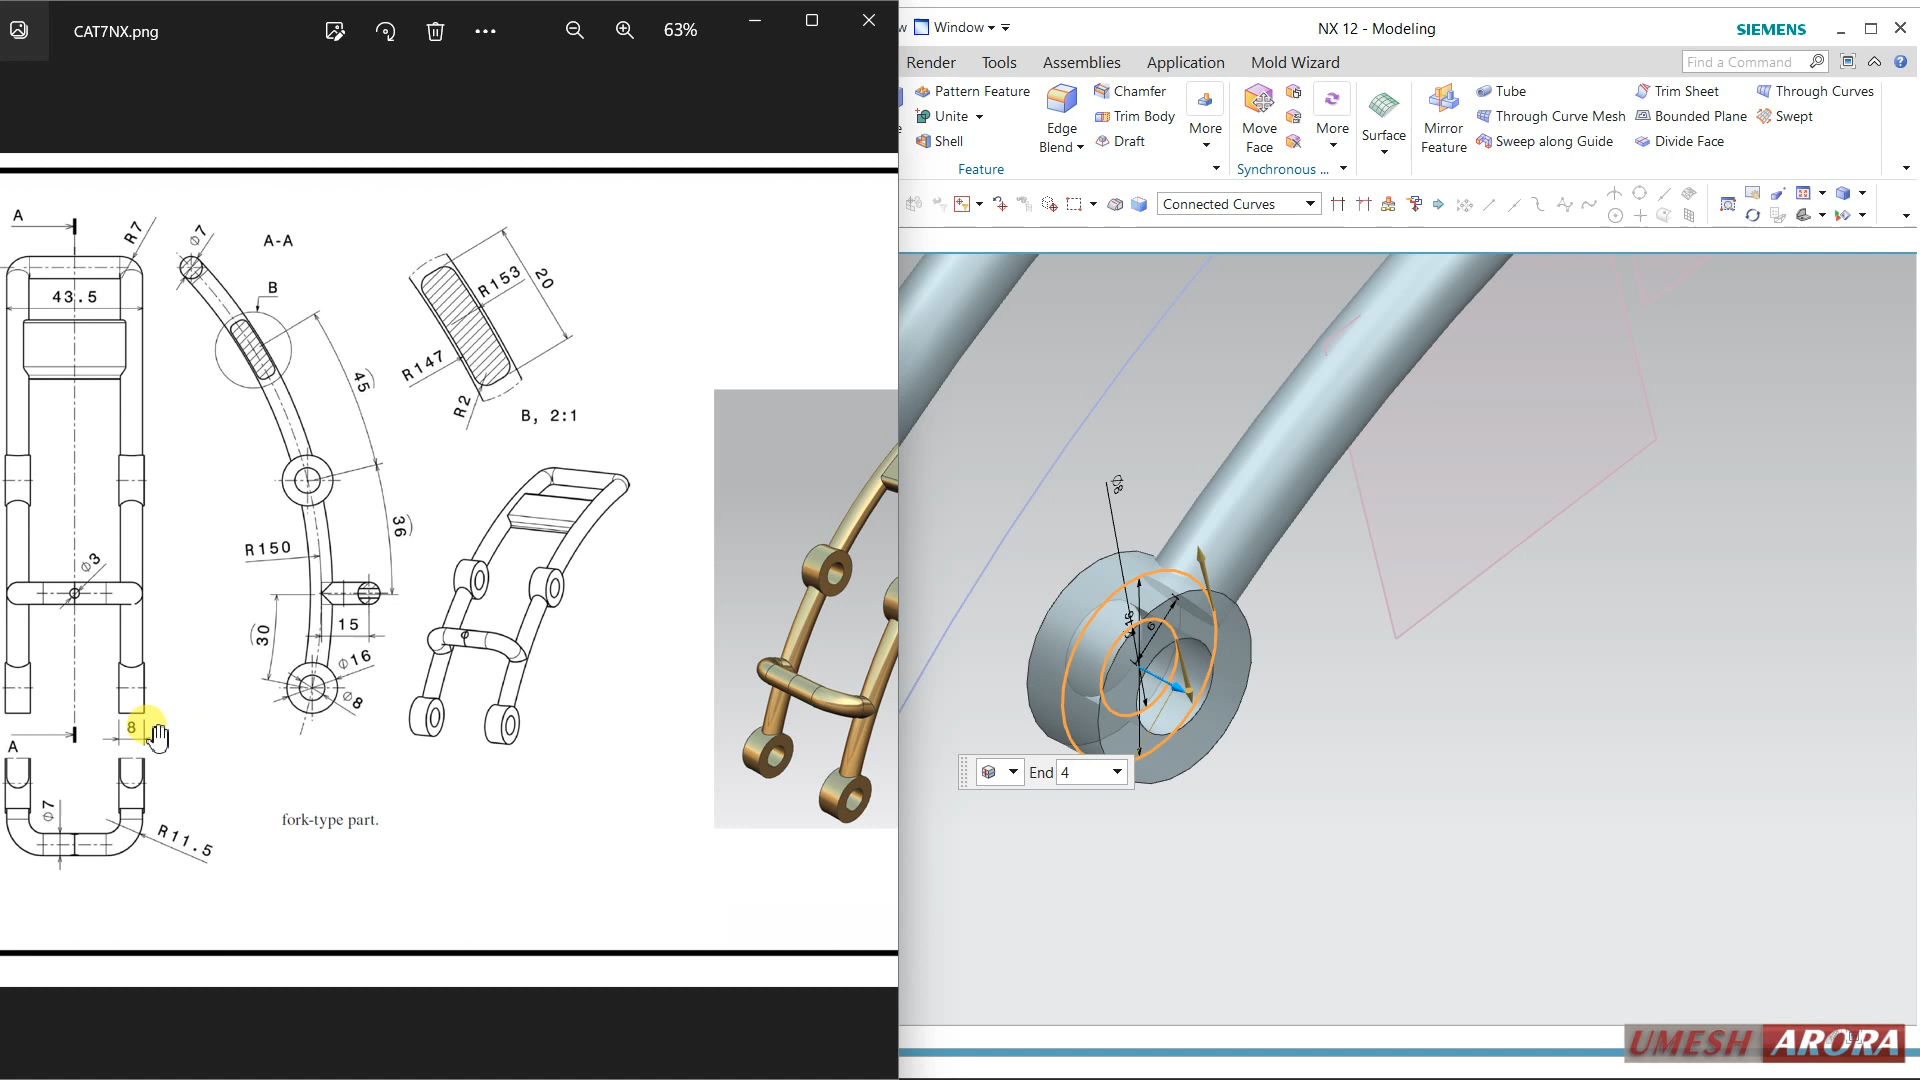 CAT7NX.png
63%
Window
NX 12 - Modeling
SIEMENS
Render Tools Assemblies Application Mold Wizard
Find a Command
Pattern Feature
Unite
Shell
Edge Blend
Chamfer
Trim Body
Draft
More
Feature
Move Face
More
Synchronous ...
Surface
Mirror Feature
Tube
Through Curve Mesh
Sweep along Guide
Trim Sheet
Bounded Plane
Divide Face
Through Curves
Swept
Connected Curves
A
R7
43.5
Ø3
8
A
Ø7
R11.5
Ø7
A-A
B
(45)
(36)
R150
15
(30)
Ø16
Ø8
R153
20
R147
R2
B, 2:1
fork-type part.
Ø8
End 4
UMESH ARORA